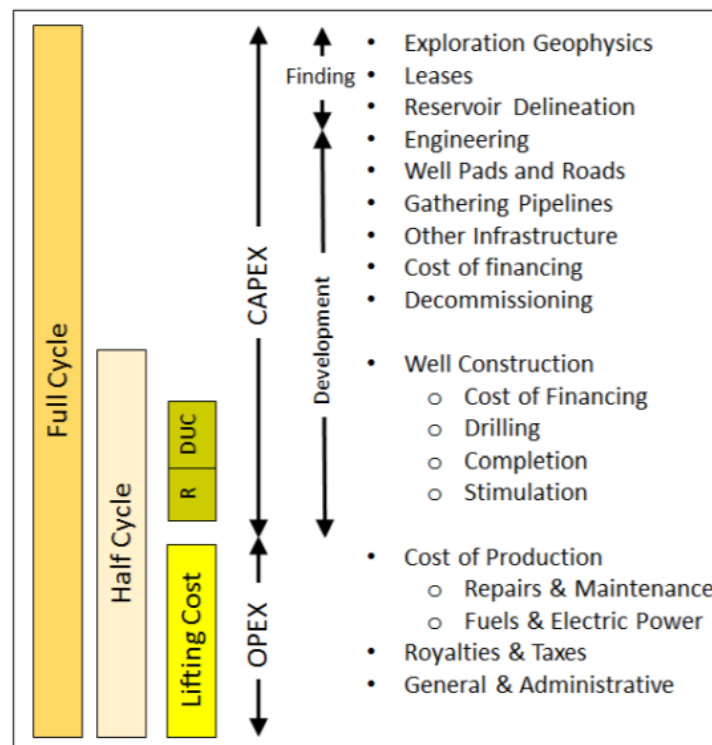 Full Cycle
Half Cycle
DUC
R
Lifting Cost
CAPEX
OPEX
Finding
Development
• Exploration Geophysics
• Leases
• Reservoir Delineation
• Engineering
• Well Pads and Roads
• Gathering Pipelines
• Other Infrastructure
• Cost of financing
• Decommissioning
• Well Construction
o Cost of Financing
o Drilling
o Completion
o Stimulation
• Cost of Production
o Repairs & Maintenance
o Fuels & Electric Power
• Royalties & Taxes
• General & Administrative